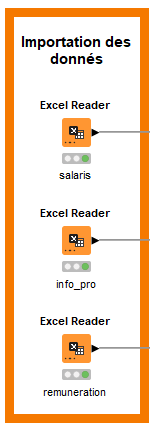 Importation des
donnés
Excel Reader
salaris
Excel Reader
info_pro
Excel Reader
remuneration